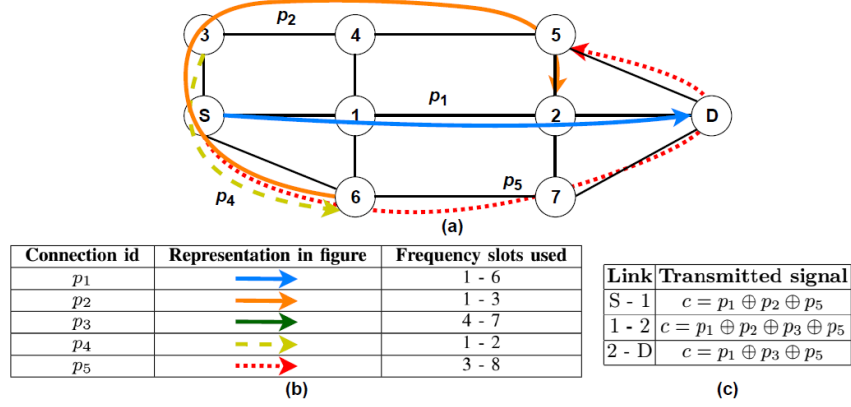 p2
3 4 5
p1
S 1 2 D
p4 6 p5 7
(a)
Connection id Representation in figure Frequency slots used
p1 1 - 6
p2 1 - 3
p3 4 - 7
p4 1 - 2
p5 3 - 8
(b)
Link Transmitted signal
S - 1 c = p1 ⊕ p2 ⊕ p5
1 - 2 c = p1 ⊕ p2 ⊕ p3 ⊕ p5
2 - D c = p1 ⊕ p3 ⊕ p5
(c)